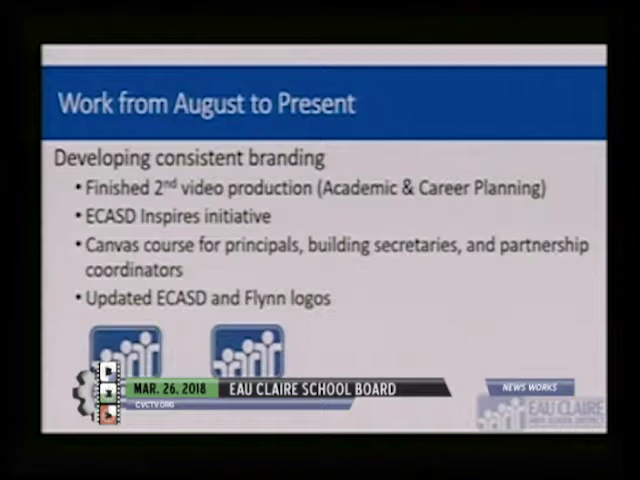 Work from August to Present
Developing consistent branding
• Finished 2nd video production (Academic & Career Planning)
• ECASD Inspires initiative
• Canvas course for principals, building secretaries, and partnership
coordinators
• Updated ECASD and Flynn logos
MAR. 26, 2018
EAU CLAIRE SCHOOL BOARD
NEWS WORKS
CVCTV.ORG
EAU CLAIRE